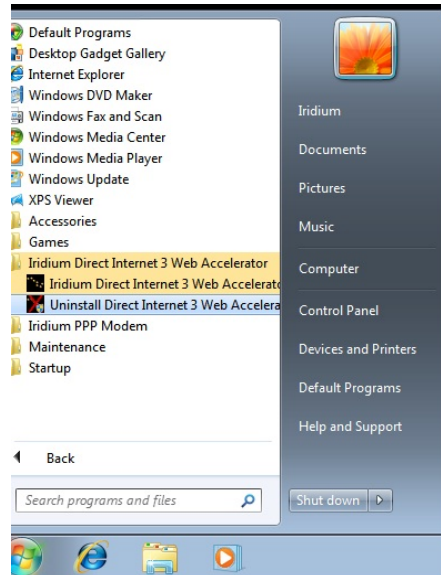 Default Programs
Desktop Gadget Gallery
Internet Explorer
Windows DVD Maker
Windows Fax and Scan
Windows Media Center
Windows Media Player
Windows Update
XPS Viewer
Accessories
Games
Iridium Direct Internet 3 Web Accelerator
Iridium Direct Internet 3 Web Accelerato
Uninstall Direct Internet 3 Web Accelera
Iridium PPP Modem
Maintenance
Startup
Back
Search programs and files
Iridium
Documents
Pictures
Music
Computer
Control Panel
Devices and Printers
Default Programs
Help and Support
Shut down